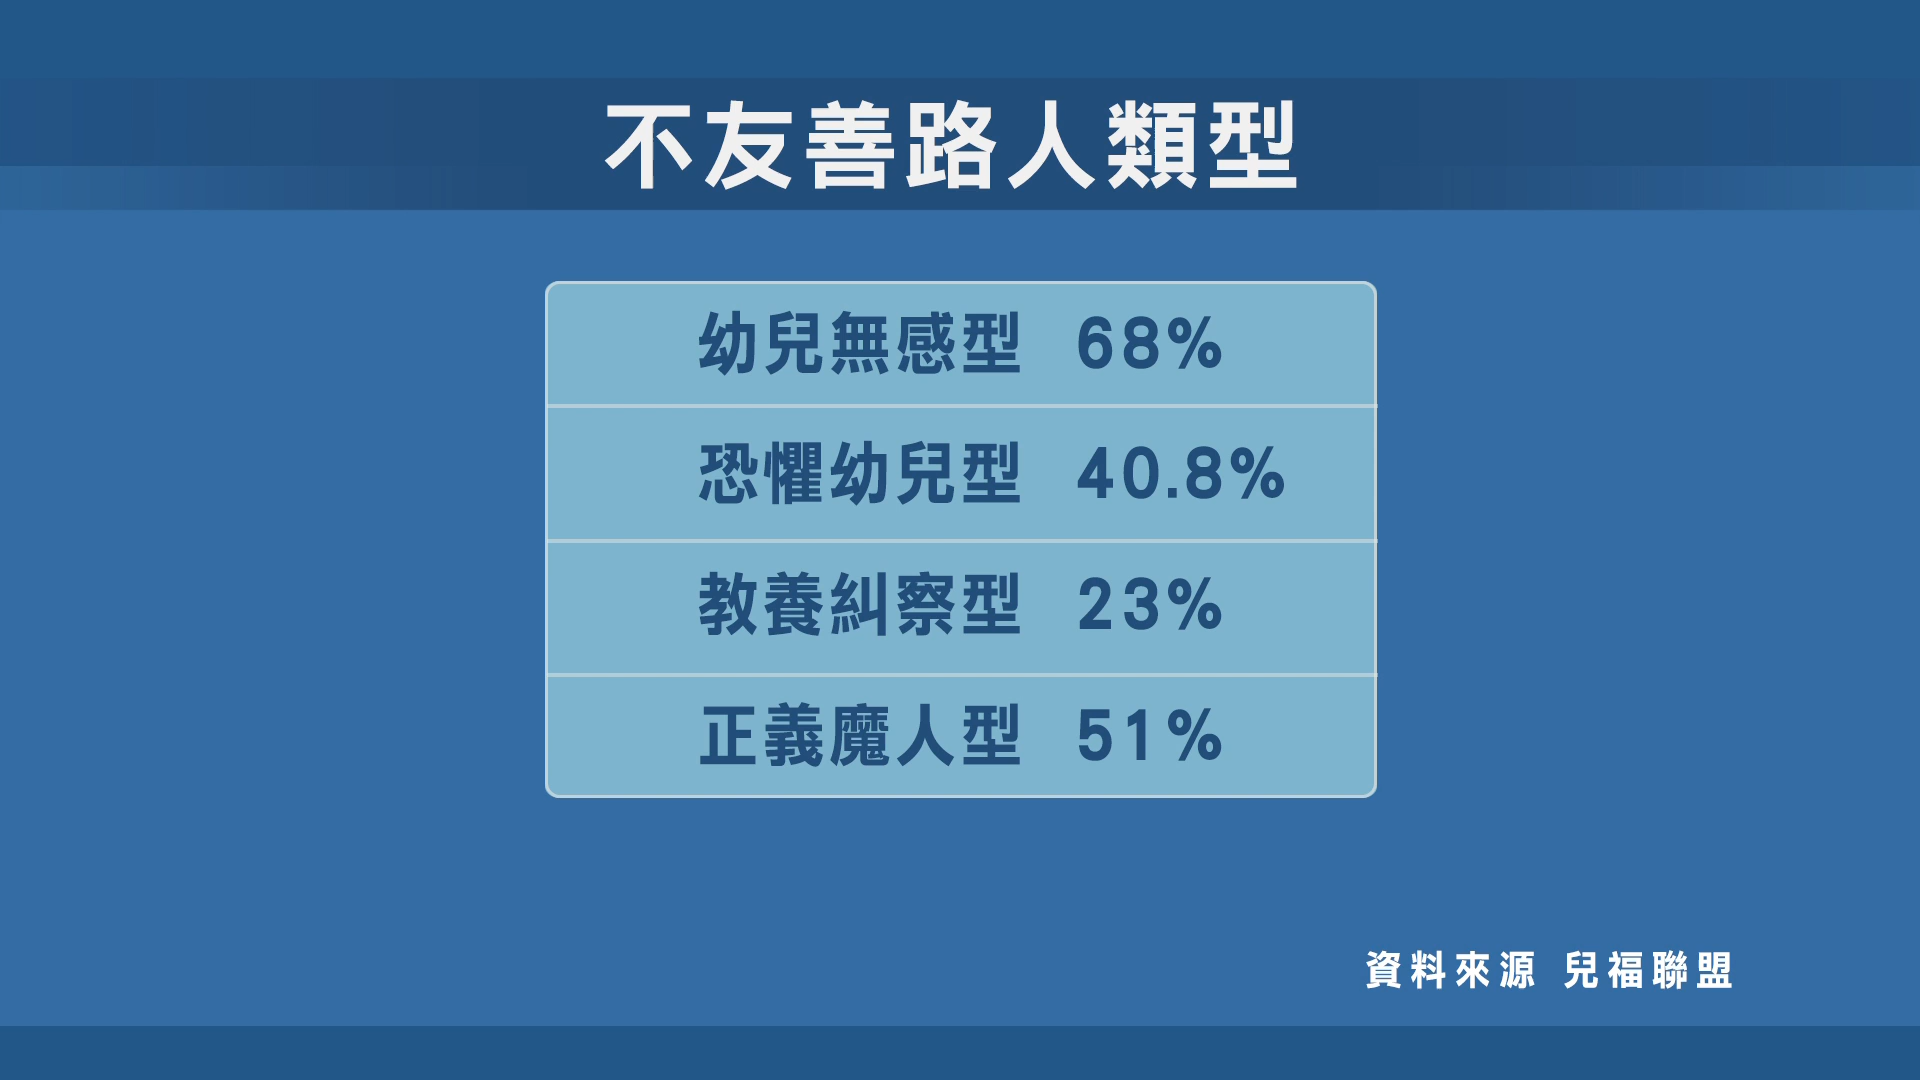 不友善路人類型
幼兒無感型 68%
恐懼幼兒型 40.8%
教養糾察型 23%
正義魔人型 51%
資料來源 兒福聯盟